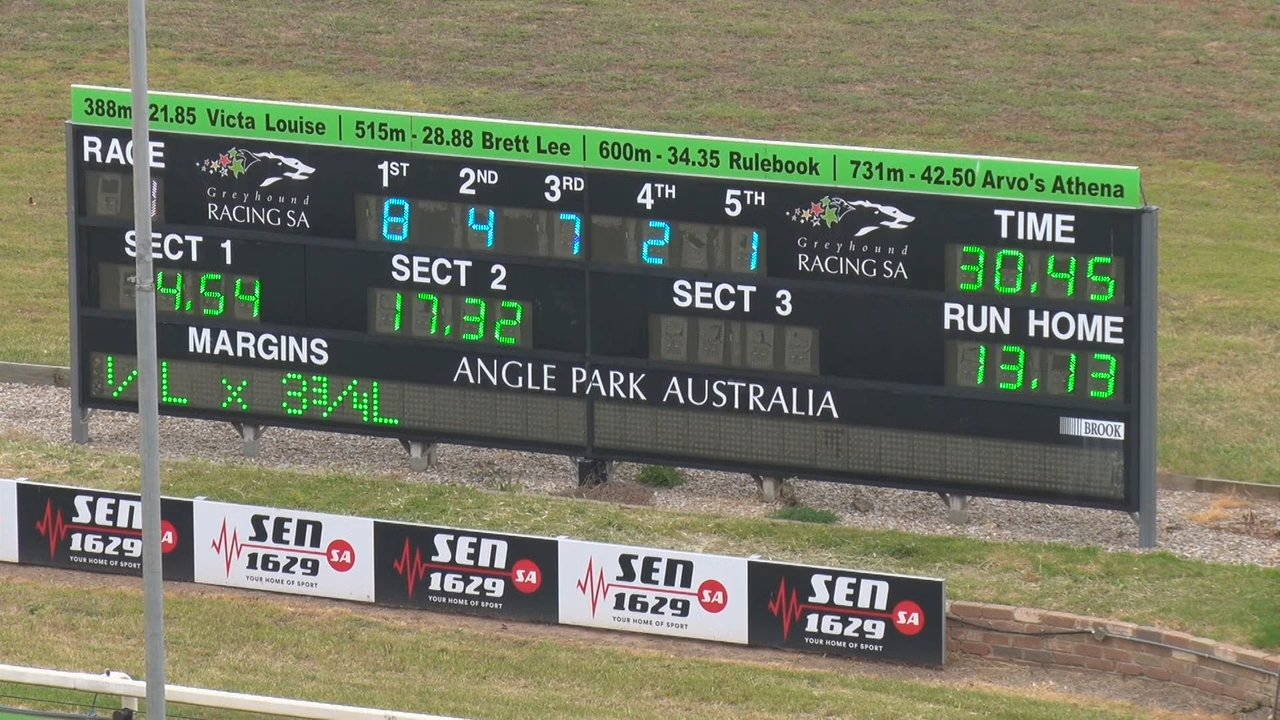 388m 21.85 Victa Louise | 515m - 28.88 Brett Lee | 600m - 34.35 Rulebook | 731m - 42.50 Arvo's Athena
RACE
Greyhound
RACING SA
1ST 2ND 3RD 4TH 5TH
8 4 7 2 1
Greyhound
RACING SA
TIME
30.45
SECT 1
4.54
SECT 2
17.32
SECT 3
RUN HOME
13.13
MARGINS
L x 33/4L
ANGLE PARK AUSTRALIA
BROOK
SEN
1629 SA
YOUR HOME OF SPORT
SEN
1629 SA
YOUR HOME OF SPORT
SEN
1629 SA
YOUR HOME OF SPORT
SEN
1629 SA
YOUR HOME OF SPORT
SEN
1629 SA
YOUR HOME OF SPORT